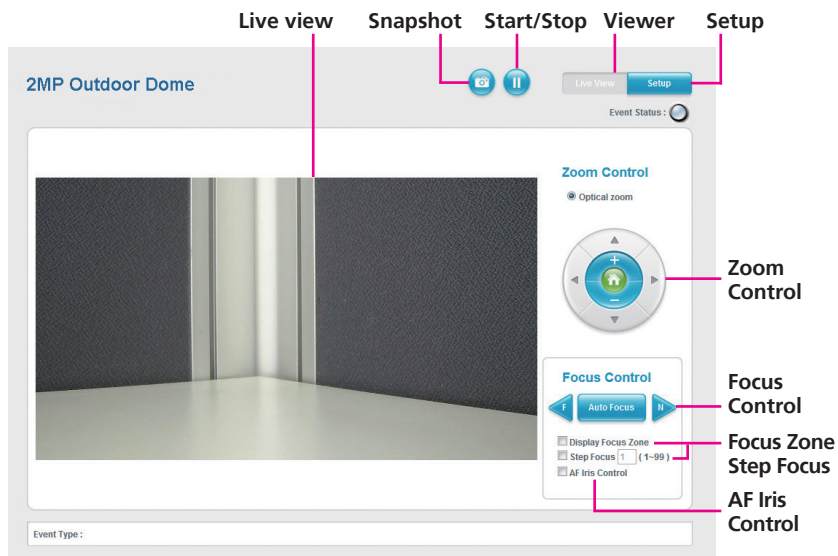 Live view Snapshot Start/Stop Viewer Setup
2MP Outdoor Dome
Live View Setup
Event Status :
Zoom Control
Optical zoom
+
−
Zoom
Control
Focus Control
F Auto Focus N
Focus
Control
Display Focus Zone
Step Focus 1 ( 1~99 )
AF Iris Control
Focus Zone
Step Focus
AF Iris
Control
Event Type :